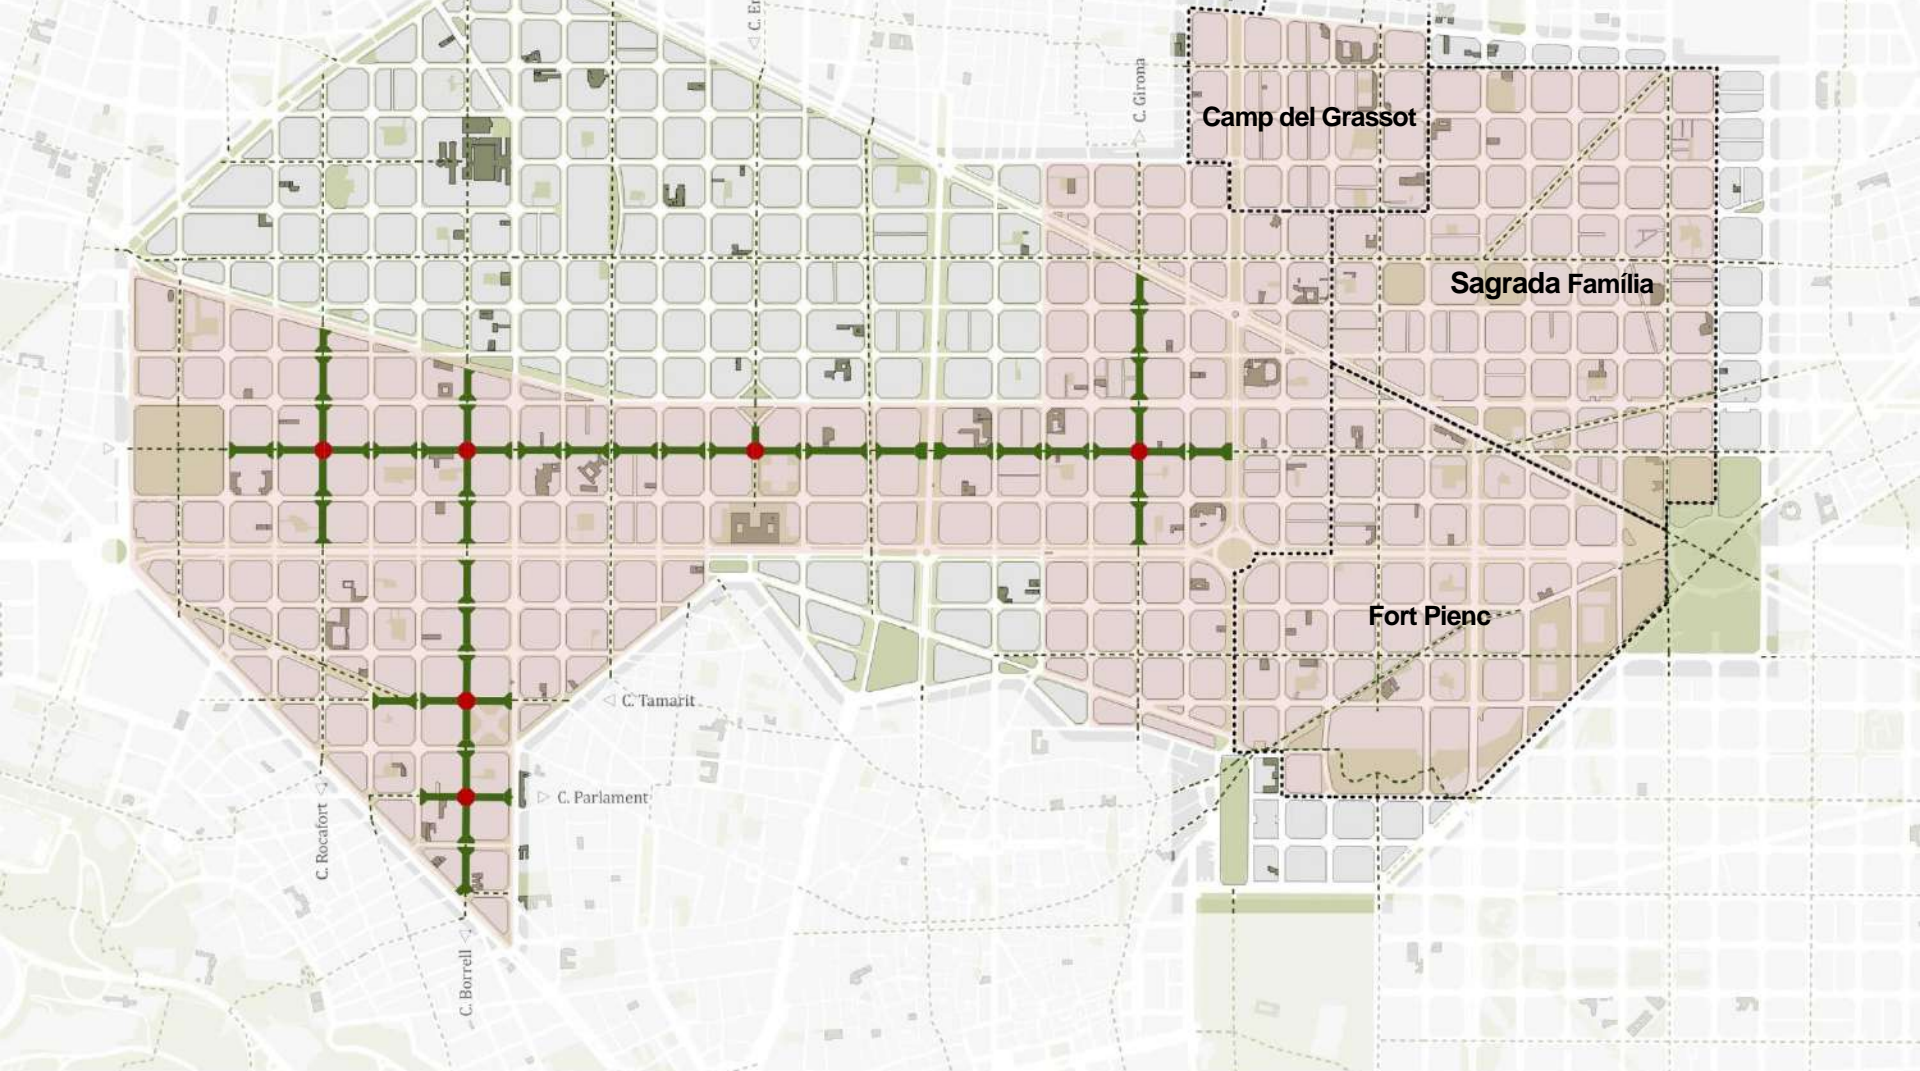 C. Girona
Camp del Grassot
Sagrada Família
Fort Pienc
C. Tamarit
C. Parlament
C. Rocafort
C. Borrell